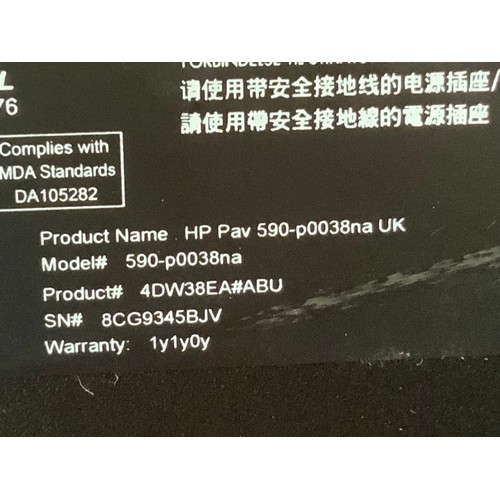 L
76
请使用带安全接地线的电源插座/
請使用帶安全接地線的電源插座
Complies with
MDA Standards
DA105282
Product Name HP Pav 590-p0038na UK
Model# 590-p0038na
Product# 4DW38EA#ABU
SN# 8CG9345BJV
Warranty: 1y1y0y